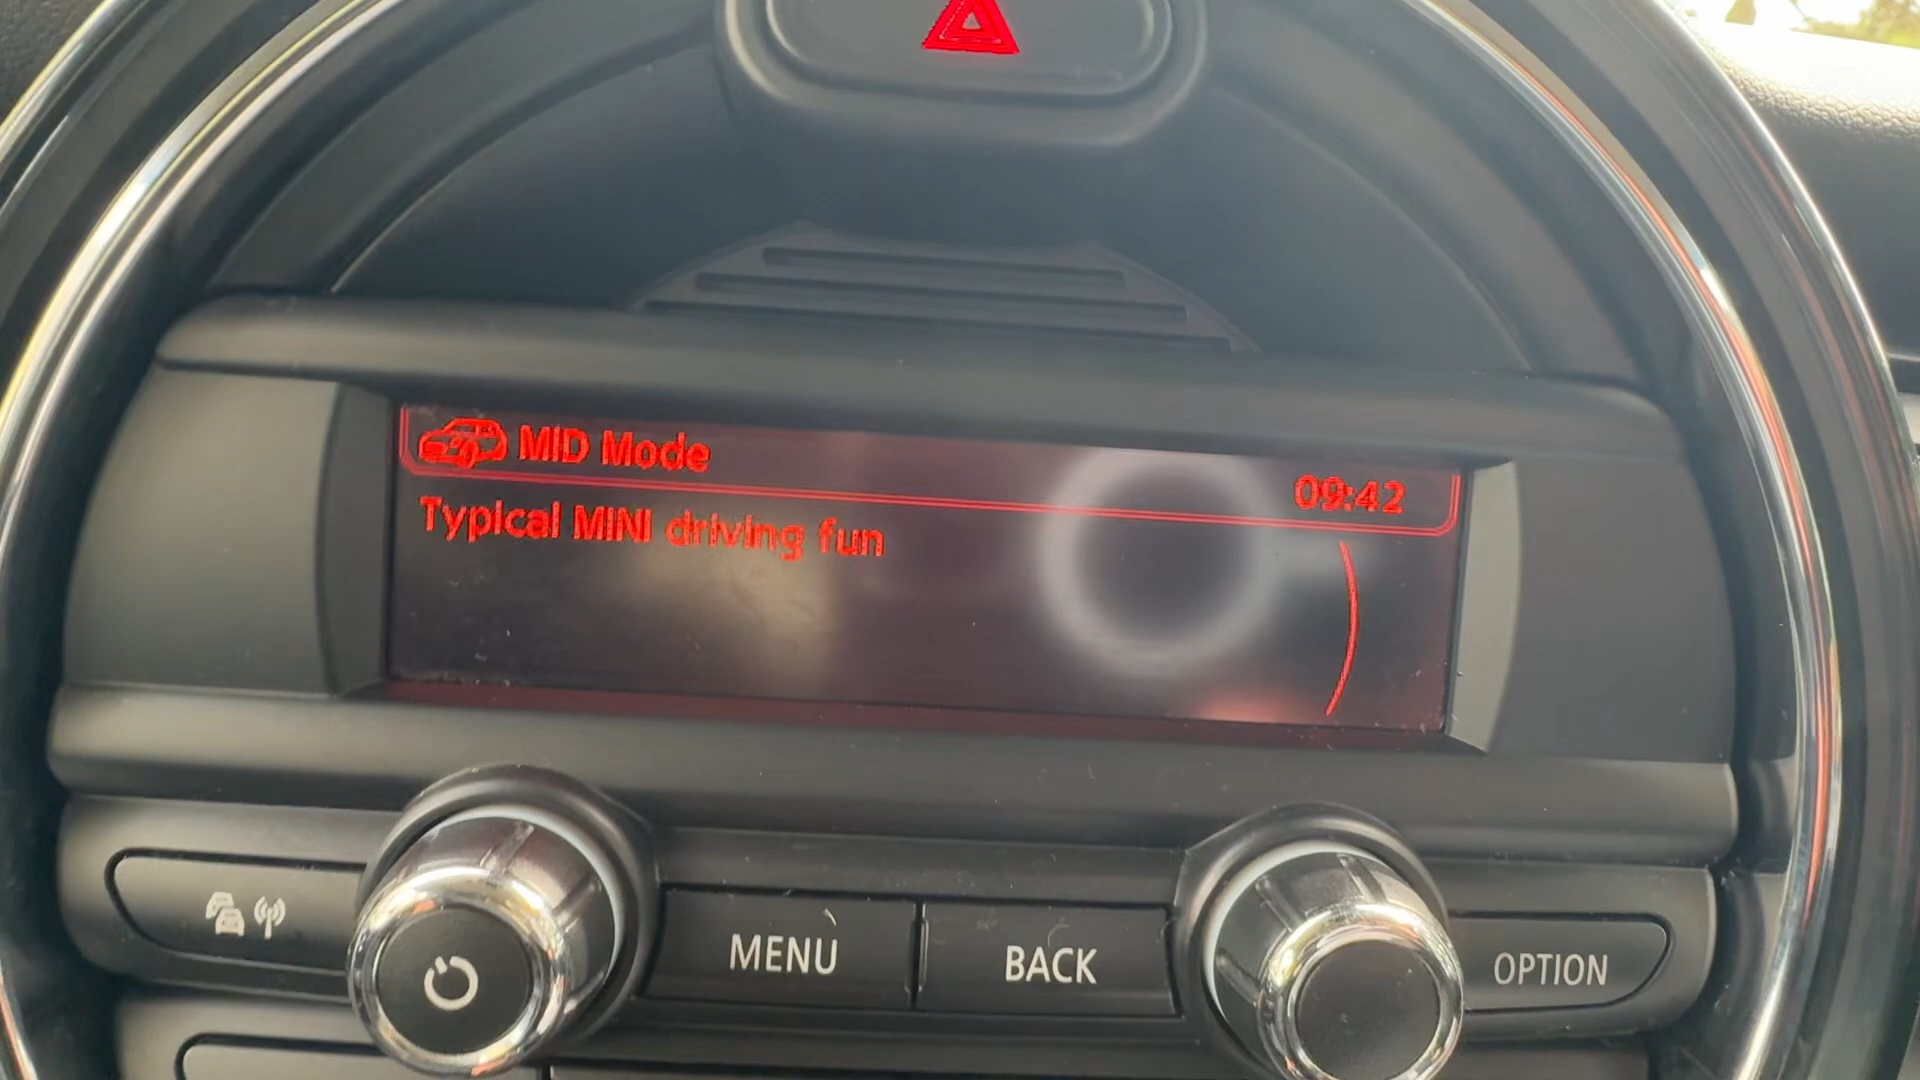 MID Mode
09:42
Typical MINI driving fun
MENU
BACK
OPTION